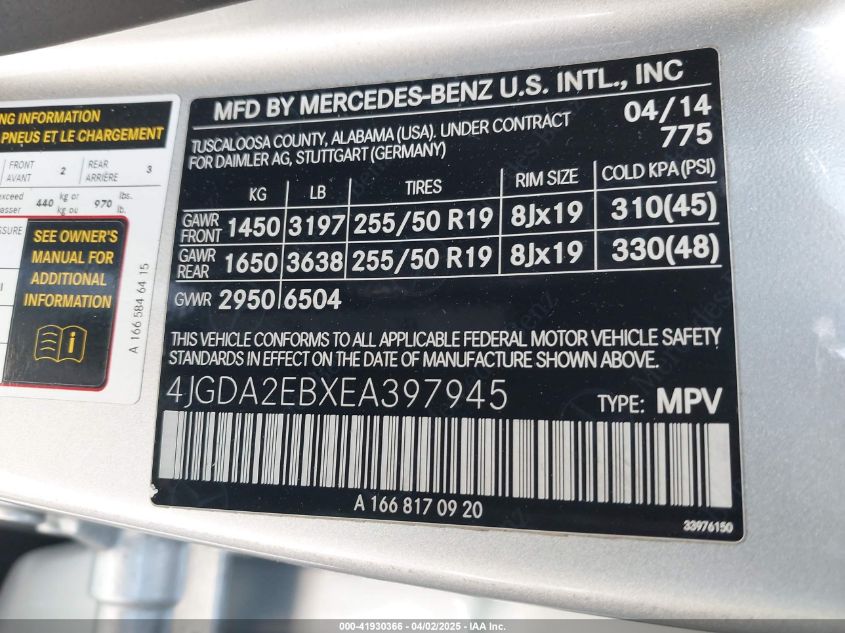 NG INFORMATION
PNEUS ET LE CHARGEMENT
FRONT AVANT 2 REAR ARRIÈRE 3
exceed 440 kg or 970 lbs.
asser kg ou lb.
SSURE
SEE OWNER'S
MANUAL FOR
ADDITIONAL
INFORMATION
A 166 584 64 15
MFD BY MERCEDES-BENZ U.S. INTL., INC
TUSCALOOSA COUNTY, ALABAMA (USA). UNDER CONTRACT
FOR DAIMLER AG, STUTTGART (GERMANY)
04/14
775
KG LB TIRES RIM SIZE COLD KPA (PSI)
GAWR FRONT 1450 3197 255/50 R19 8Jx19 310(45)
GAWR REAR 1650 3638 255/50 R19 8Jx19 330(48)
GVWR 2950 6504
THIS VEHICLE CONFORMS TO ALL APPLICABLE FEDERAL MOTOR VEHICLE SAFETY
STANDARDS IN EFFECT ON THE DATE OF MANUFACTURE SHOWN ABOVE.
4JGDA2EBXEA397945 TYPE: MPV
A 166 817 09 20
33976150
000-41930366 - 04/02/2025 - IAA Inc.